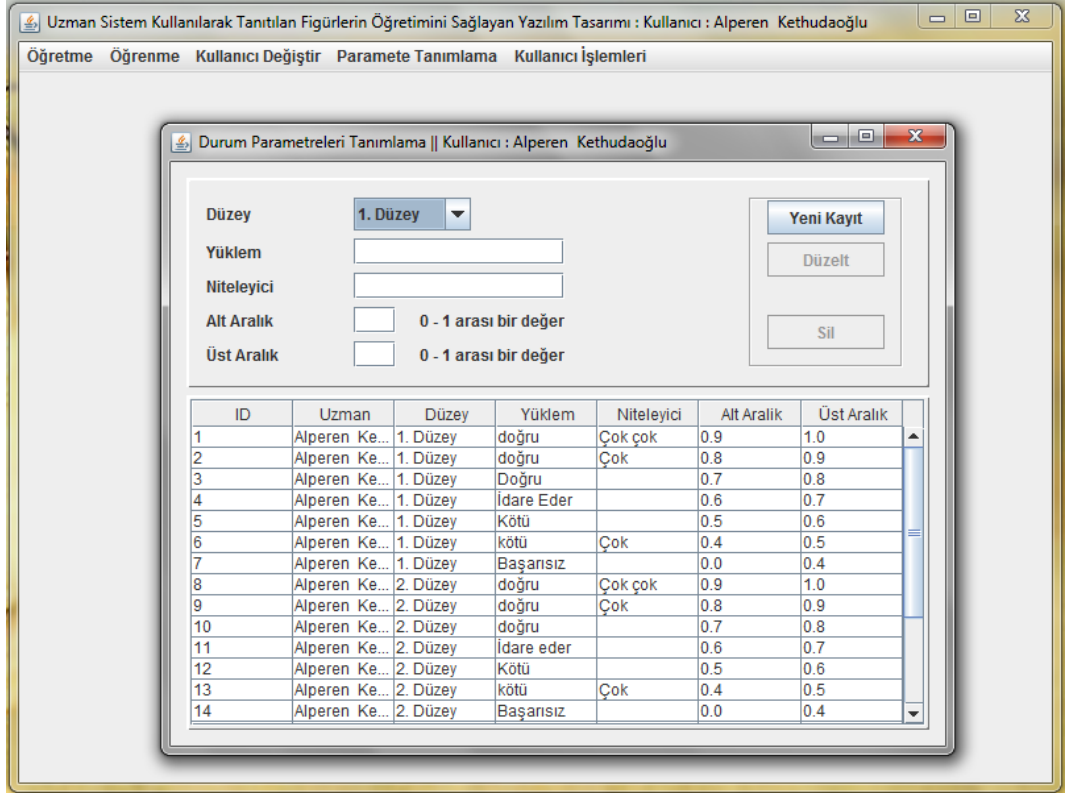 Uzman Sistem Kullanılarak Tanıtılan Figürlerin Öğretimini Sağlayan Yazılım Tasarımı : Kullanıcı : Alperen Kethudaoğlu
Öğretme Öğrenme Kullanıcı Değiştir Paramete Tanımlama Kullanıcı İşlemleri
Durum Parametreleri Tanımlama || Kullanıcı : Alperen Kethudaoğlu
Düzey 1. Düzey Yeni Kayıt
Yüklem Düzelt
Niteleyici
Alt Aralık 0 - 1 arası bir değer Sil
Üst Aralık 0 - 1 arası bir değer
ID Uzman Düzey Yüklem Niteleyici Alt Aralik Üst Aralık
1 Alperen Ke... 1. Düzey doğru Çok çok 0.9 1.0
2 Alperen Ke... 1. Düzey doğru Çok 0.8 0.9
3 Alperen Ke... 1. Düzey Doğru 0.7 0.8
4 Alperen Ke... 1. Düzey İdare Eder 0.6 0.7
5 Alperen Ke... 1. Düzey Kötü 0.5 0.6
6 Alperen Ke... 1. Düzey kötü Çok 0.4 0.5
7 Alperen Ke... 1. Düzey Başarısız 0.0 0.4
8 Alperen Ke... 2. Düzey doğru Çok çok 0.9 1.0
9 Alperen Ke... 2. Düzey doğru Çok 0.8 0.9
10 Alperen Ke... 2. Düzey doğru 0.7 0.8
11 Alperen Ke... 2. Düzey İdare eder 0.6 0.7
12 Alperen Ke... 2. Düzey Kötü 0.5 0.6
13 Alperen Ke... 2. Düzey kötü Çok 0.4 0.5
14 Alperen Ke... 2. Düzey Başarısız 0.0 0.4